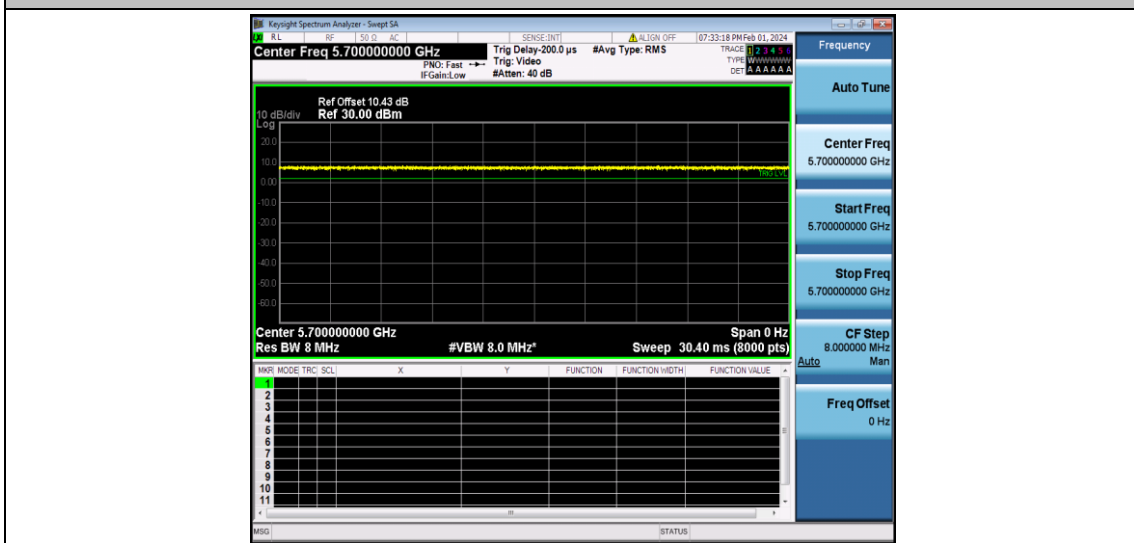 Keysight Spectrum Analyzer - Swept SA
RL RF 50 Ω AC SENSE:INT ALIGN OFF 07:33:18 PM Feb 01, 2024
Center Freq 5.700000000 GHz
PNO: Fast
IFGain:Low
Trig Delay-200.0 µs
Trig: Video
#Atten: 40 dB
#Avg Type: RMS
TRACE 1 2 3 4 5 6
TYPE WWWWWW
DET A A A A A A
Ref Offset 10.43 dB
10 dB/div Ref 30.00 dBm
Log
20.0
10.0
0.00
-10.0
-20.0
-30.0
-40.0
-50.0
-60.0
TRIG LVL
Center 5.700000000 GHz Span 0 Hz
Res BW 8 MHz #VBW 8.0 MHz* Sweep 30.40 ms (8000 pts)
MKR MODE TRC SCL X Y FUNCTION FUNCTION WIDTH FUNCTION VALUE
1
2
3
4
5
6
7
8
9
10
11
MSG STATUS
Frequency
Auto Tune
Center Freq
5.700000000 GHz
Start Freq
5.700000000 GHz
Stop Freq
5.700000000 GHz
CF Step
8.000000 MHz
Auto Man
Freq Offset
0 Hz